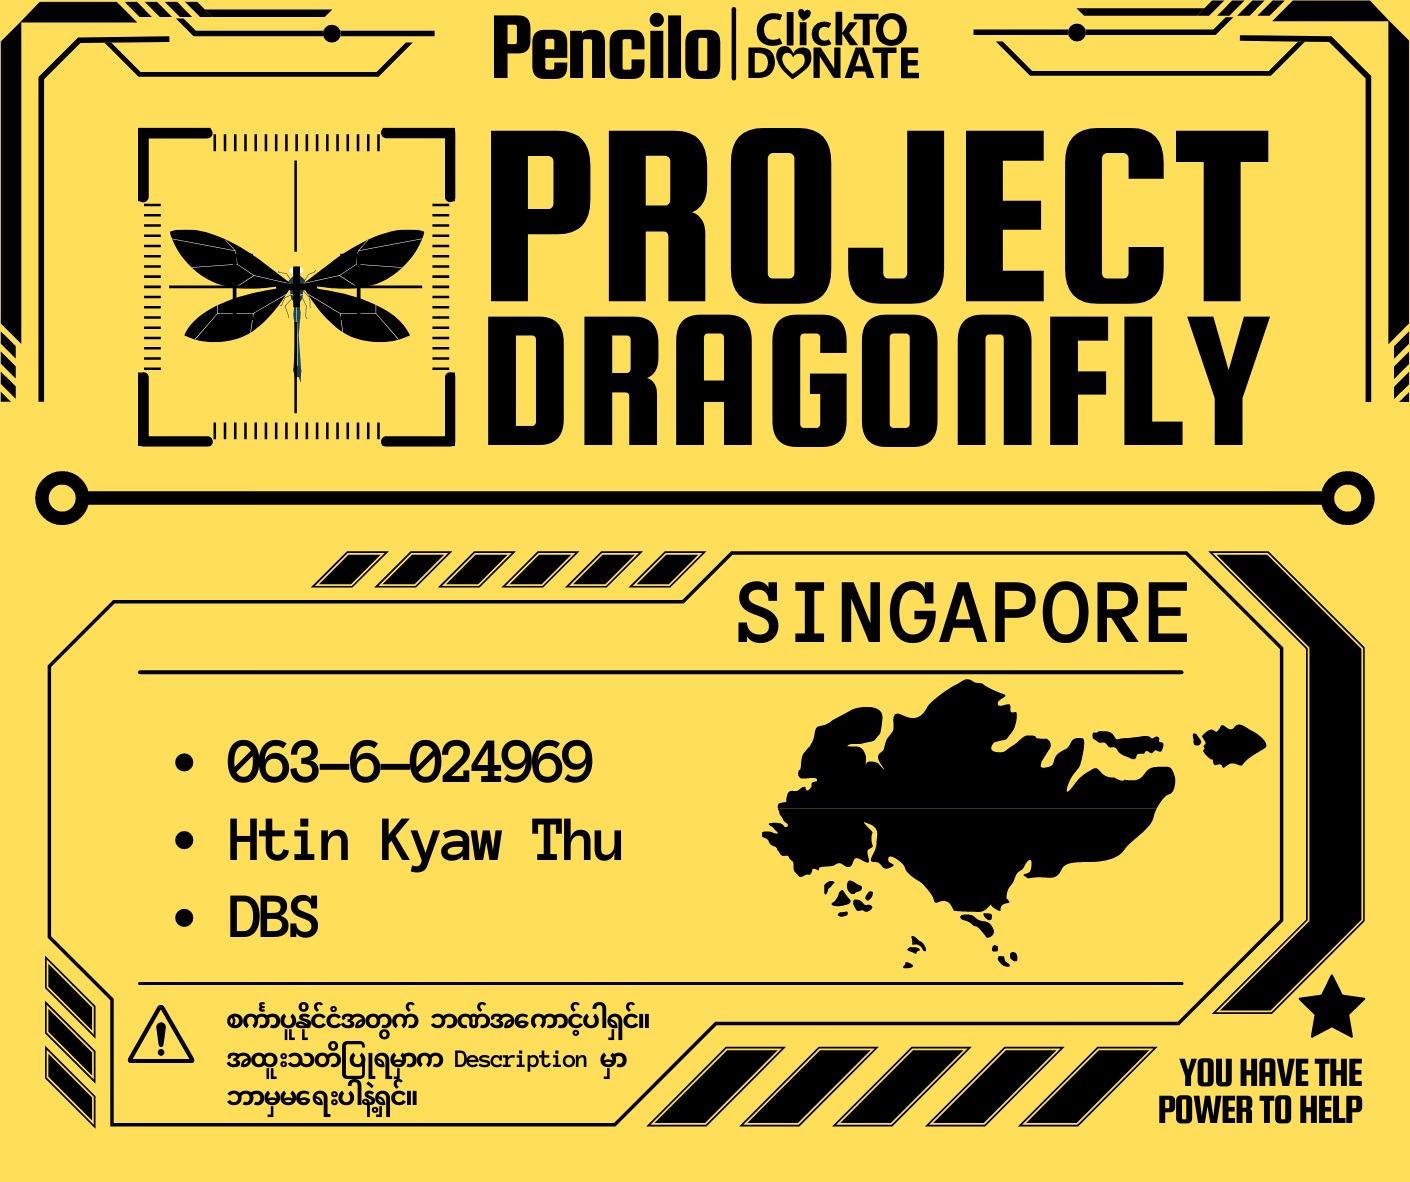 Pencilo
ClickTO
DONATE
PROJECT
DRAGONFLY
SINGAPORE
063-6-024969
Htin Kyaw Thu
DBS
စင်္ကာပူနိုင်ငံအတွက် ဘဏ်အကောင့်ပါရှင်။
အထူးသတိပြုရမှာက Description မှာ
ဘာမှမရေးပါနဲ့ရှင်။
YOU HAVE THE
POWER TO HELP